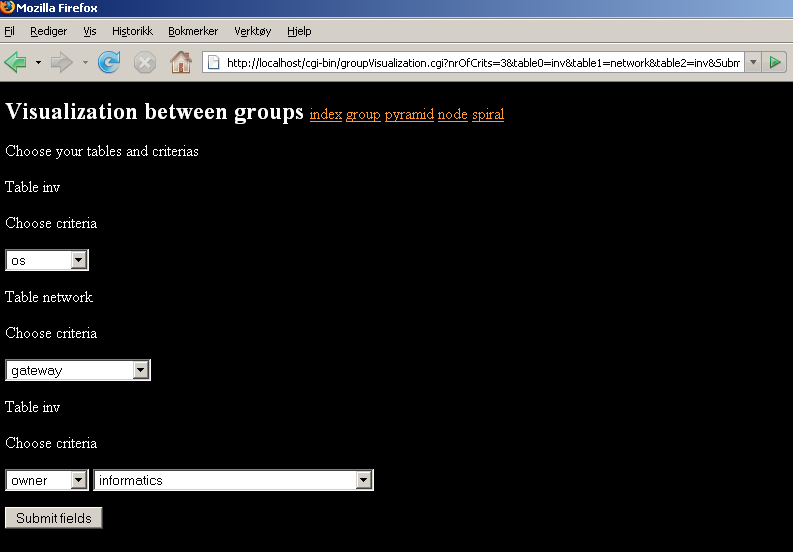 Mozilla Firefox
Fil Rediger Vis Historikk Bokmerker Verktøy Hjelp
http://localhost/cgi-bin/groupVisualization.cgi?nrOfCrits=3&table0=inv&table1=network&table2=inv&Subm
Visualization between groups index group pyramid node spiral
Choose your tables and criterias
Table inv
Choose criteria
os
Table network
Choose criteria
gateway
Table inv
Choose criteria
owner informatics
Submit fields